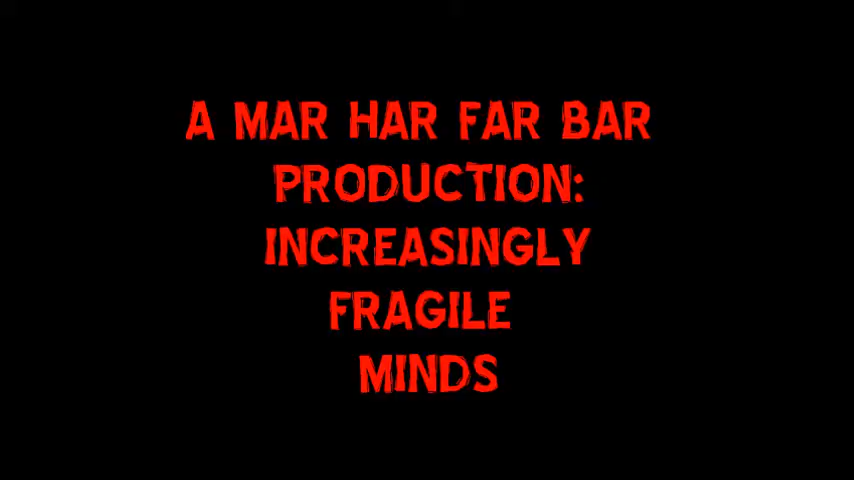 A MAR HAR FAR BAR
PRODUCTION:
INCREASINGLY
FRAGILE
MINDS